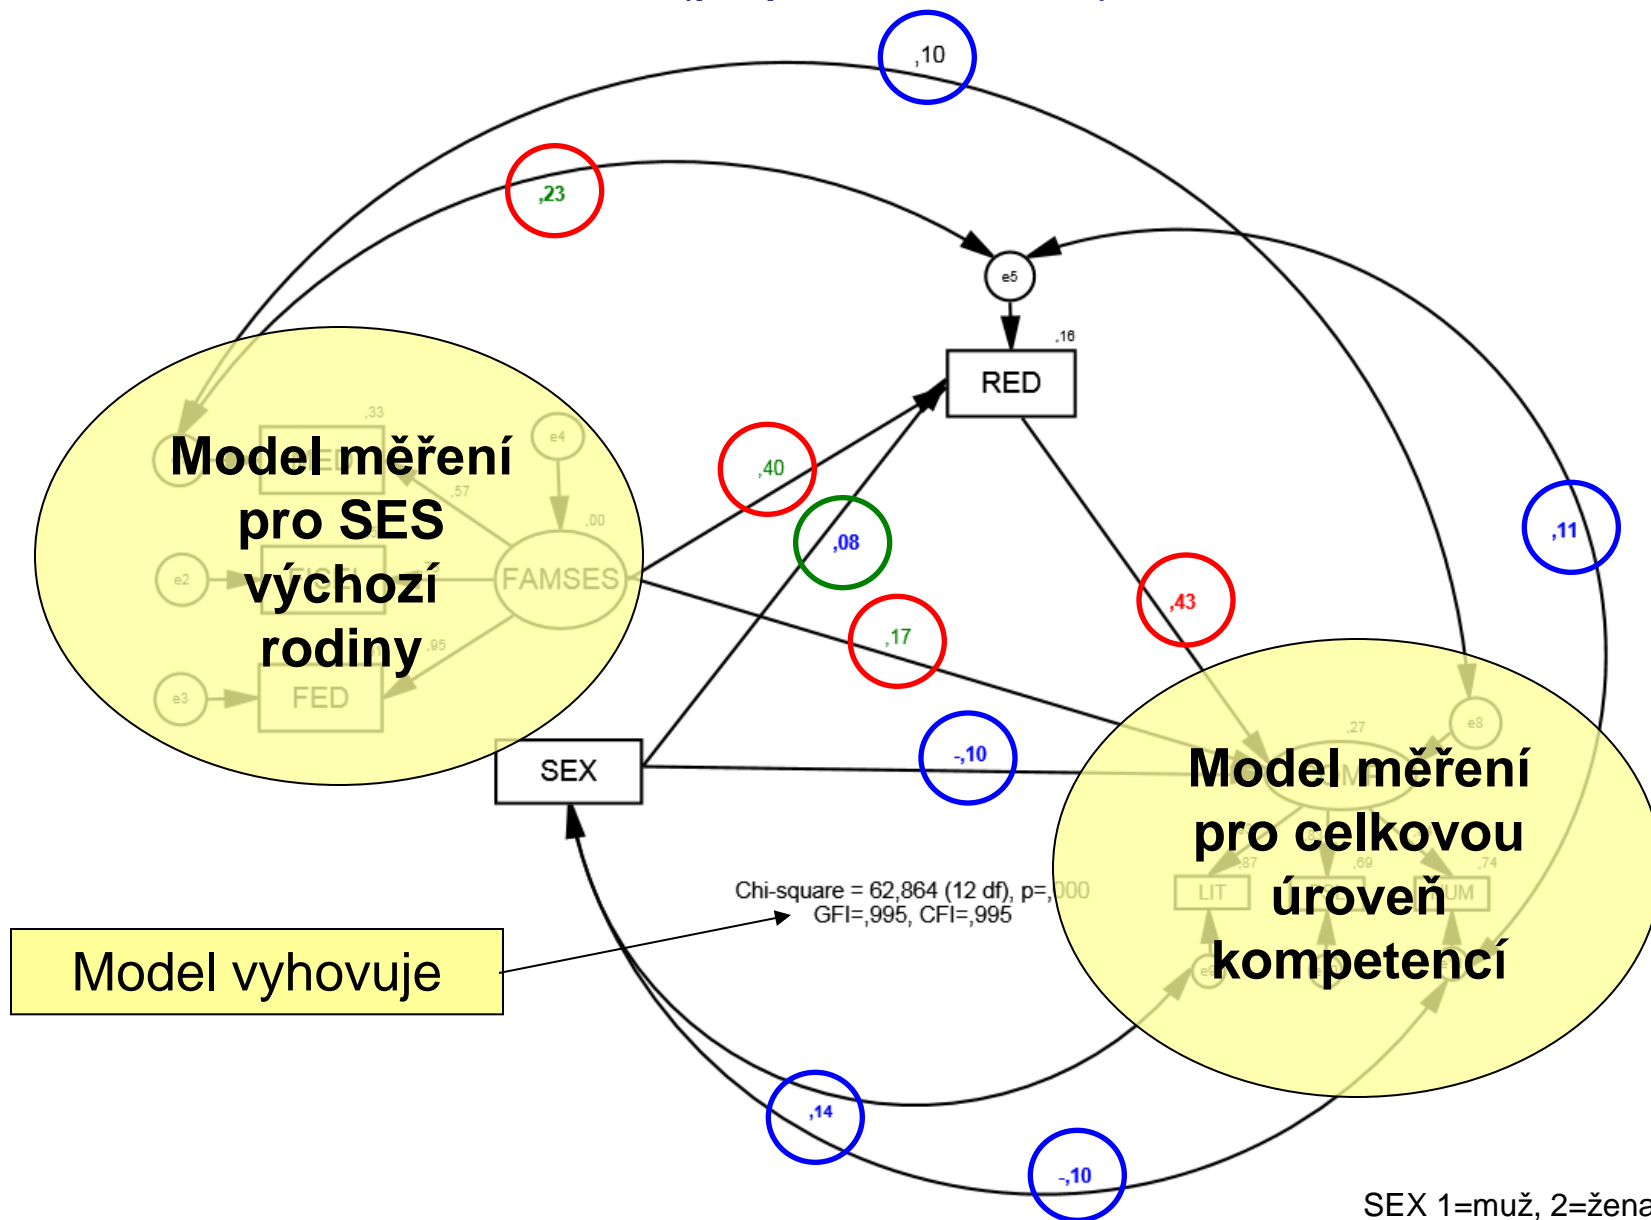 ,10
,23
e5
,16
RED
,33
e4
Model měření
pro SES
výchozí
rodiny
,57
,00
e2
FAMSES
,95
e3
FED
,40
,08
,11
,43
,17
SEX
-,10
e8
,27
Model měření
pro celkovou
úroveň
kompetencí
,87
,69
,74
LIT
Chi-square = 62,864 (12 df), p=,000
GFI=,995, CFI=,995
Model vyhovuje
,14
-,10
SEX 1=muž, 2=žena